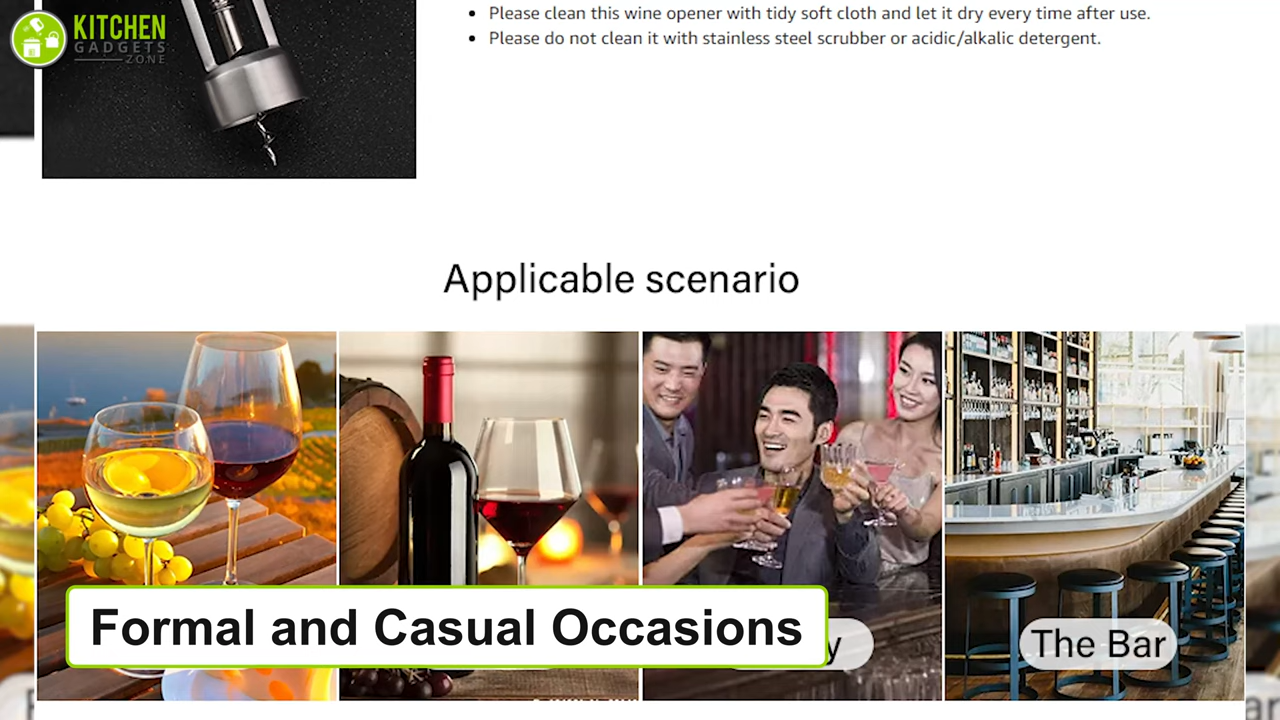 KITCHEN
GADGETS
ZONE
Please clean this wine opener with tidy soft cloth and let it dry every time after use.
Please do not clean it with stainless steel scrubber or acidic/alkalic detergent.
Applicable scenario
Formal and Casual Occasions
The Bar